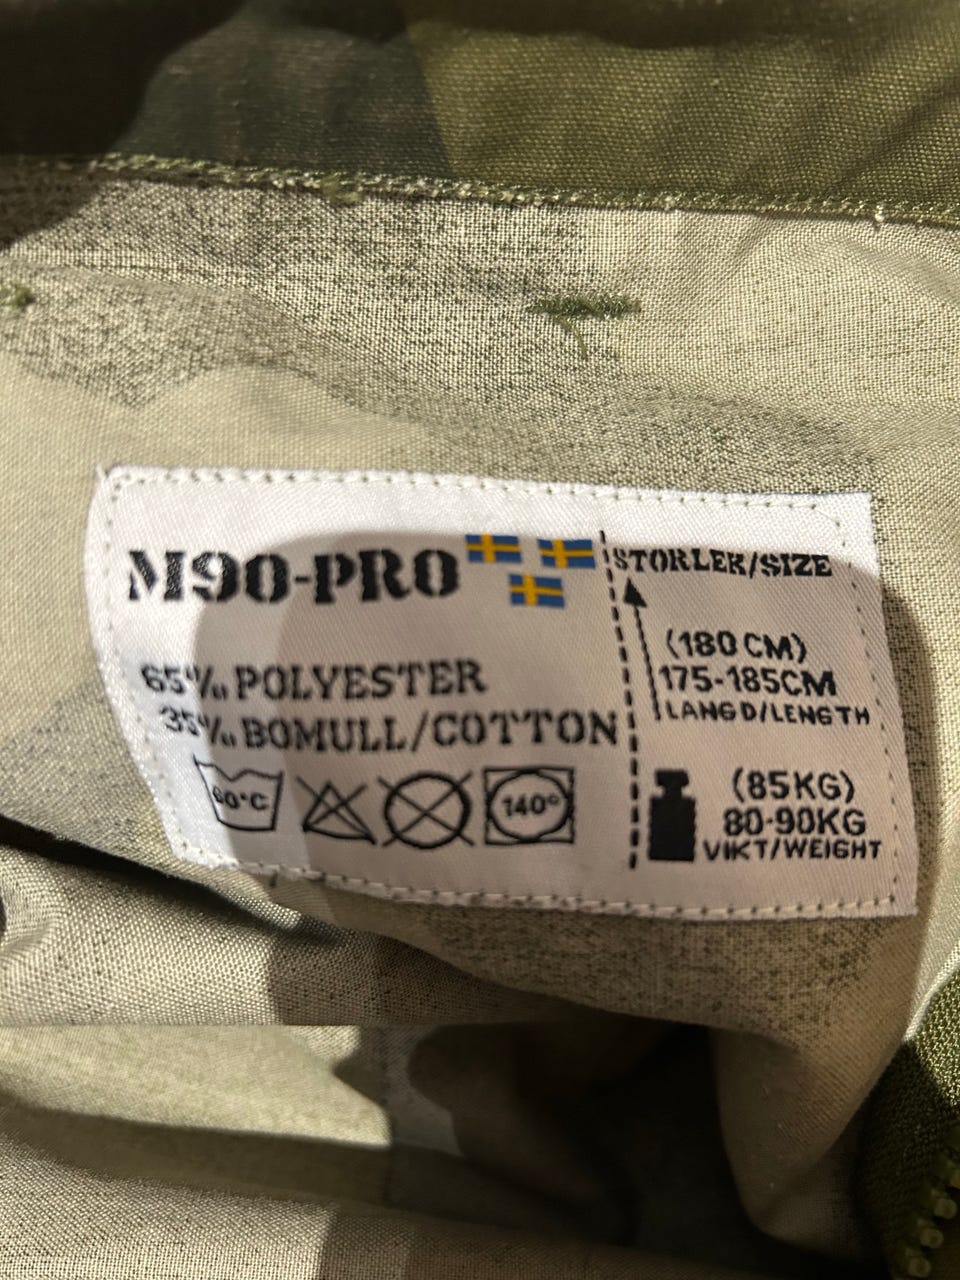 M90-PRO
65% POLYESTER
35% BOMULL/COTTON
60°C
140°
STORLEK/SIZE
(180 CM)
175-185CM
LANGD/LENGTH
(85KG)
80-90KG
VIKT/WEIGHT